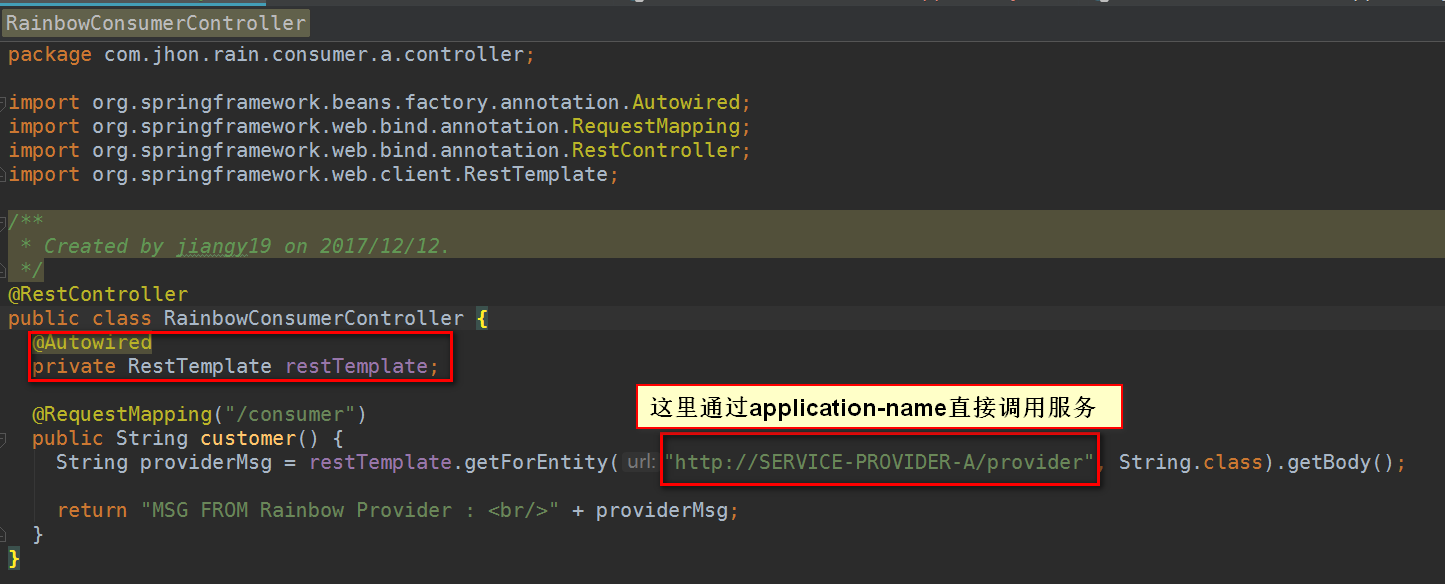 RainbowConsumerController
package com.jhon.rain.consumer.a.controller;
import org.springframework.beans.factory.annotation.Autowired;
import org.springframework.web.bind.annotation.RequestMapping;
import org.springframework.web.bind.annotation.RestController;
import org.springframework.web.client.RestTemplate;
/**
 * Created by jiangy19 on 2017/12/12.
 */
@RestController
public class RainbowConsumerController {
@Autowired
private RestTemplate restTemplate;
@RequestMapping("/consumer")
这里通过application-name直接调用服务
public String customer() {
String providerMsg = restTemplate.getForEntity( url: "http://SERVICE-PROVIDER-A/provider", String.class).getBody();
return "MSG FROM Rainbow Provider : <br/>" + providerMsg;
}
}